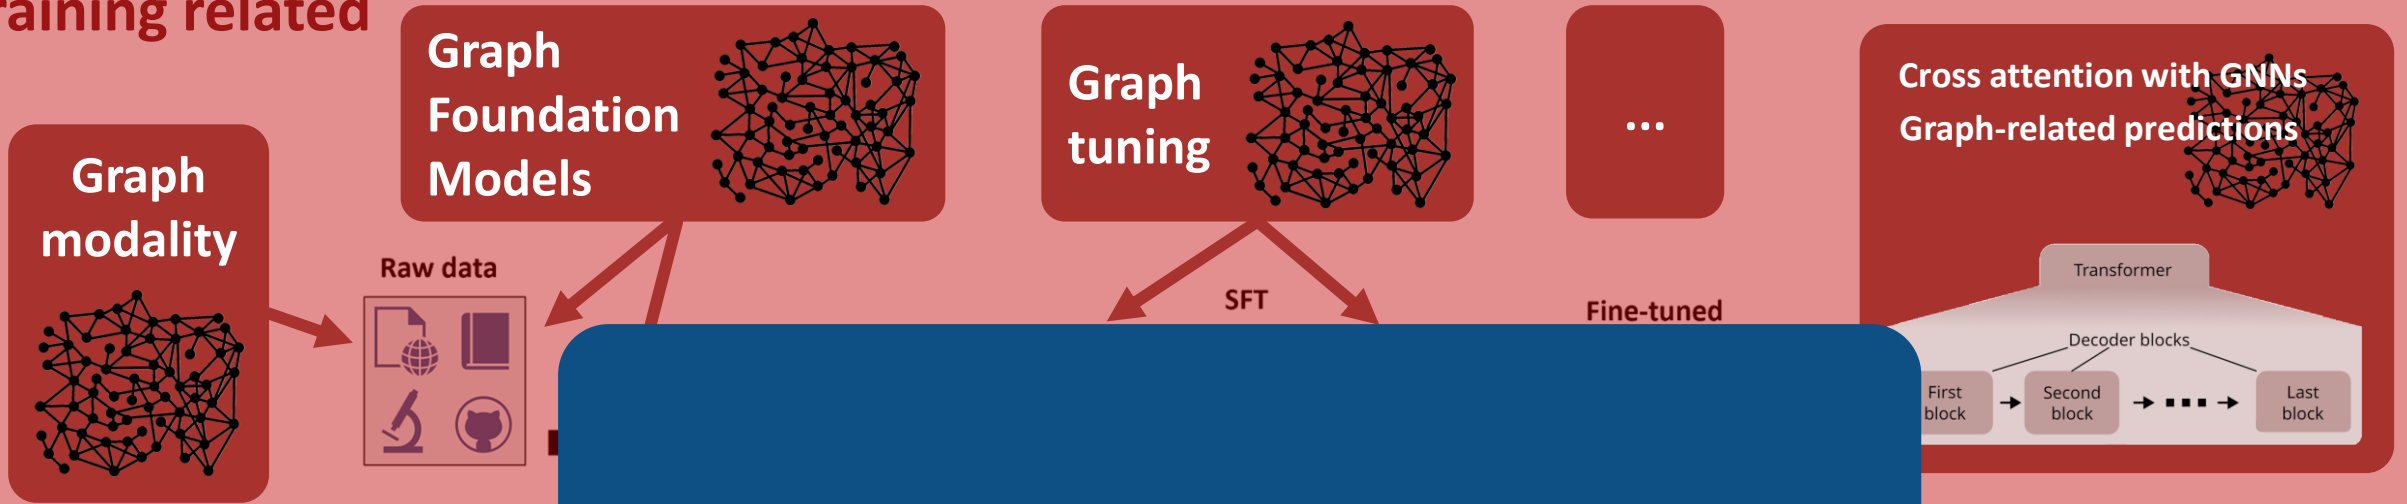 raining related
Graph
Foundation
Models
Graph
tuning
...
Cross attention with GNNs
Graph-related predictions
Graph
modality
Raw data
SFT
Fine-tuned
Transformer
Decoder blocks
First
block
Second
block
Last
block